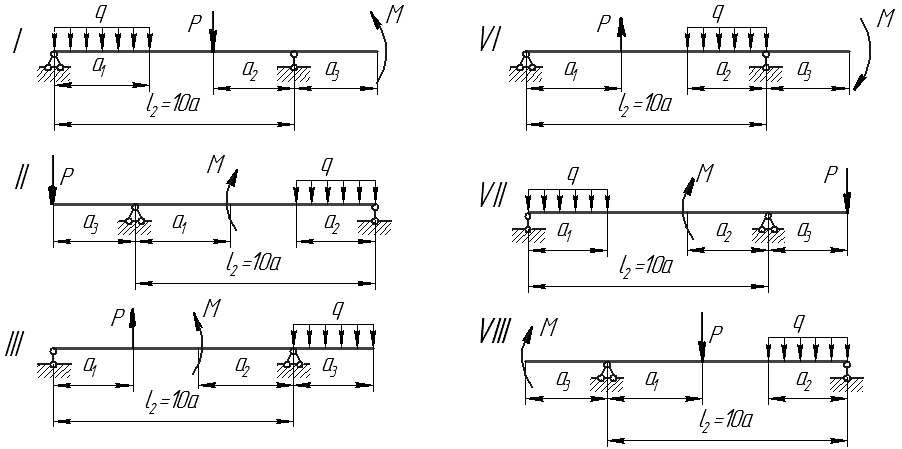 I q P M
a₁ a₂ a₃
l₂=10a
VI P q M
a₁ a₂ a₃
l₂=10a
II P M q
a₃ a₁ a₂
l₂=10a
VII q M P
a₁ a₂ a₃
l₂=10a
III P M q
a₁ a₂ a₃
l₂=10a
VIII M P q
a₃ a₁ a₂
l₂=10a